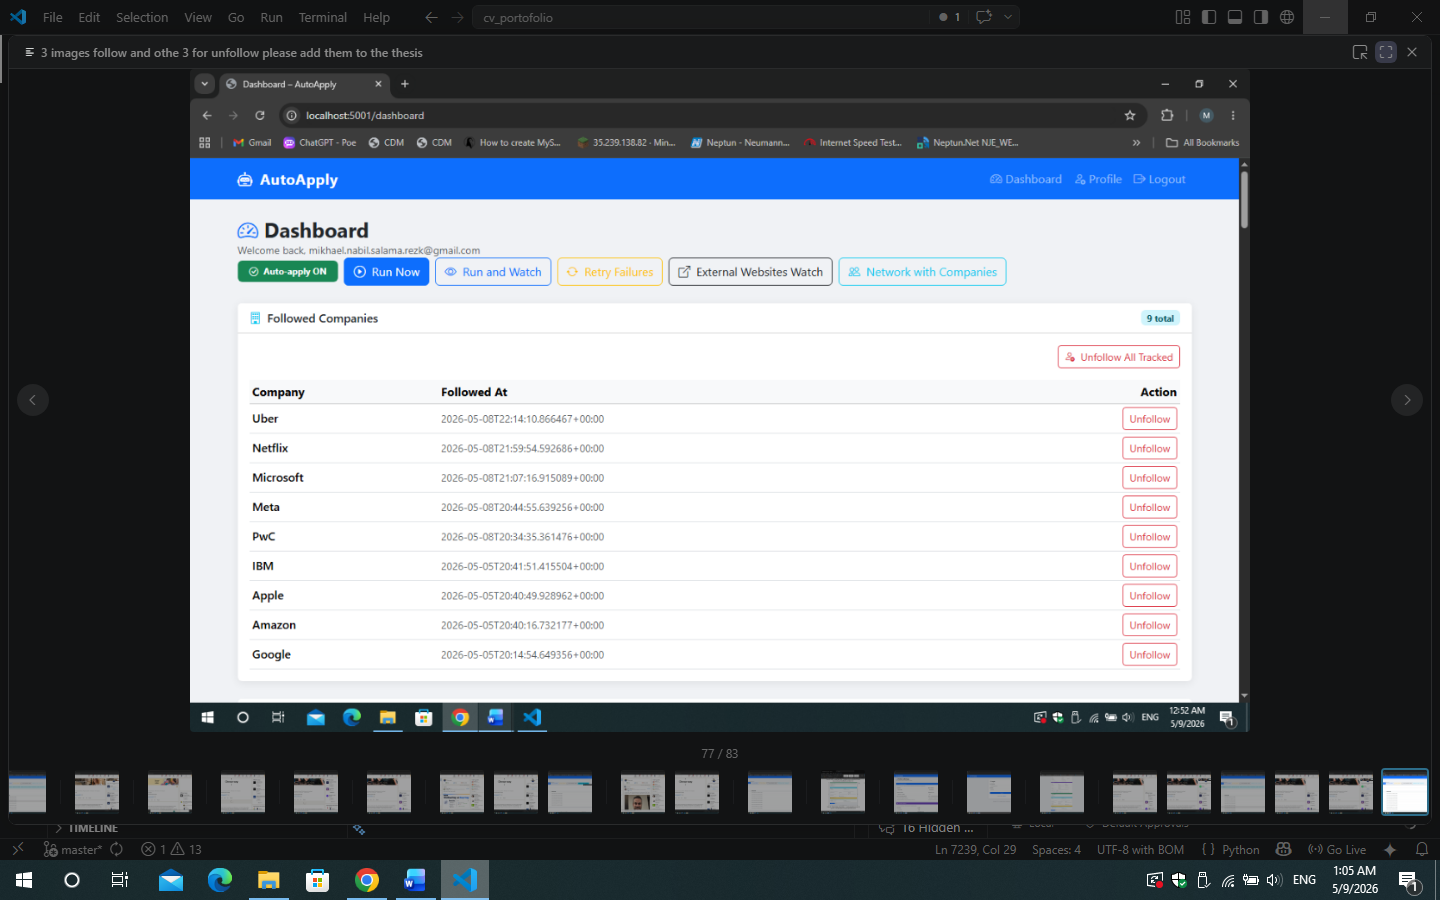 File Edit Selection View Go Run Terminal Help
cv_portofolio
1
3 images follow and othe 3 for unfollow please add them to the thesis
Dashboard – AutoApply
localhost:5001/dashboard
M
Gmail
ChatGPT - Poe
CDM
CDM
How to create MyS...
35.239.138.82 - Min...
Neptun - Neumann...
Internet Speed Test...
Neptun.Net NJE_WE...
»
All Bookmarks
AutoApply
Dashboard Profile Logout
Dashboard
Welcome back, mikhael.nabil.salama.rezk@gmail.com
Auto-apply ON
Run Now
Run and Watch
Retry Failures
External Websites Watch
Network with Companies
Followed Companies
9 total
Unfollow All Tracked
Company Followed At Action
Uber 2026-05-08T22:14:10.866467+00:00 Unfollow
Netflix 2026-05-08T21:59:54.592686+00:00 Unfollow
Microsoft 2026-05-08T21:07:16.915089+00:00 Unfollow
Meta 2026-05-08T20:44:55.639256+00:00 Unfollow
PwC 2026-05-08T20:34:35.361476+00:00 Unfollow
IBM 2026-05-05T20:41:51.415504+00:00 Unfollow
Apple 2026-05-05T20:40:49.928962+00:00 Unfollow
Amazon 2026-05-05T20:40:16.732177+00:00 Unfollow
Google 2026-05-05T20:14:54.649356+00:00 Unfollow
ENG
12:52 AM
5/9/2026
1
77 / 83
TIMELINE
16 Hidden ...
master*
1
13
Ln 7239, Col 29
Spaces: 4
UTF-8 with BOM
{ } Python
Go Live
ENG
1:05 AM
5/9/2026
1